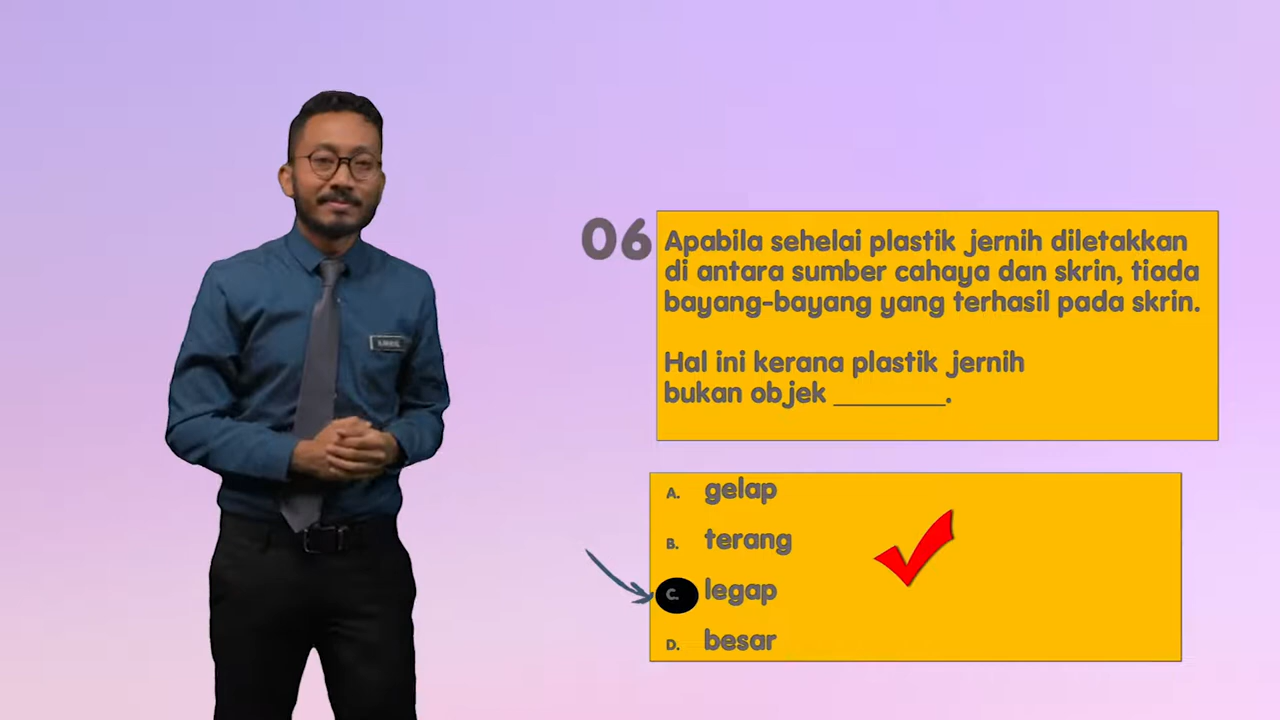 06
Apabila sehelai plastik jernih diletakkan
di antara sumber cahaya dan skrin, tiada
bayang-bayang yang terhasil pada skrin.
Hal ini kerana plastik jernih
bukan objek ________.
A. gelap
B. terang
C. legap
D. besar